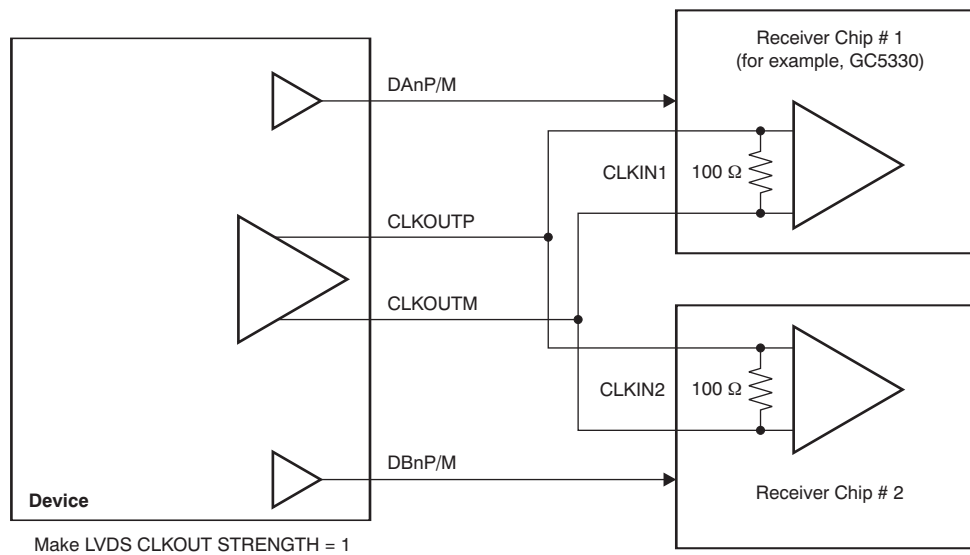 Receiver Chip # 1
(for example, GC5330)
DAnP/M
CLKIN1
100 Ω
CLKOUTP
CLKOUTM
CLKIN2
100 Ω
DBnP/M
Device
Receiver Chip # 2
Make LVDS CLKOUT STRENGTH = 1